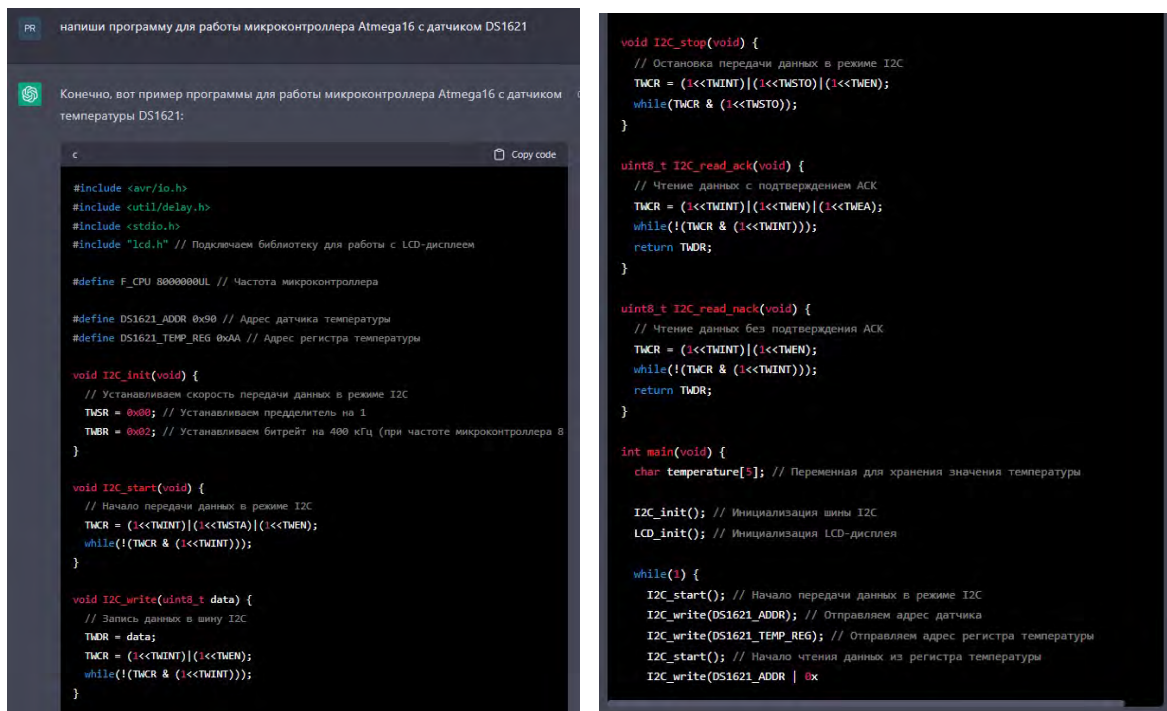 PR
напиши программу для работы микроконтроллера Atmega16 с датчиком DS1621
Конечно, вот пример программы для работы микроконтроллера Atmega16 с датчиком
температуры DS1621:
c
Copy code
#include <avr/io.h>
#include <util/delay.h>
#include <stdio.h>
#include "lcd.h" // Подключаем библиотеку для работы с LCD-дисплеем
#define F_CPU 8000000UL // Частота микроконтроллера
#define DS1621_ADDR 0x90 // Адрес датчика температуры
#define DS1621_TEMP_REG 0xAA // Адрес регистра температуры
void I2C_init(void) {
// Устанавливаем скорость передачи данных в режиме I2C
TWSR = 0x00; // Устанавливаем предделитель на 1
TWBR = 0x02; // Устанавливаем битрейт на 400 кГц (при частоте микроконтроллера 8
}
void I2C_start(void) {
// Начало передачи данных в режиме I2C
TWCR = (1<<TWINT)|(1<<TWSTA)|(1<<TWEN);
while(!(TWCR & (1<<TWINT)));
}
void I2C_write(uint8_t data) {
// Запись данных в шину I2C
TWDR = data;
TWCR = (1<<TWINT)|(1<<TWEN);
while(!(TWCR & (1<<TWINT)));
}
void I2C_stop(void) {
// Остановка передачи данных в режиме I2C
TWCR = (1<<TWINT)|(1<<TWSTO)|(1<<TWEN);
while(TWCR & (1<<TWSTO));
}
uint8_t I2C_read_ack(void) {
// Чтение данных с подтверждением ACK
TWCR = (1<<TWINT)|(1<<TWEN)|(1<<TWEA);
while(!(TWCR & (1<<TWINT)));
return TWDR;
}
uint8_t I2C_read_nack(void) {
// Чтение данных без подтверждения ACK
TWCR = (1<<TWINT)|(1<<TWEN);
while(!(TWCR & (1<<TWINT)));
return TWDR;
}
int main(void) {
char temperature[5]; // Переменная для хранения значения температуры
I2C_init(); // Инициализация шины I2C
LCD_init(); // Инициализация LCD-дисплея
while(1) {
I2C_start(); // Начало передачи данных в режиме I2C
I2C_write(DS1621_ADDR); // Отправляем адрес датчика
I2C_write(DS1621_TEMP_REG); // Отправляем адрес регистра температуры
I2C_start(); // Начало чтения данных из регистра температуры
I2C_write(DS1621_ADDR | 0x